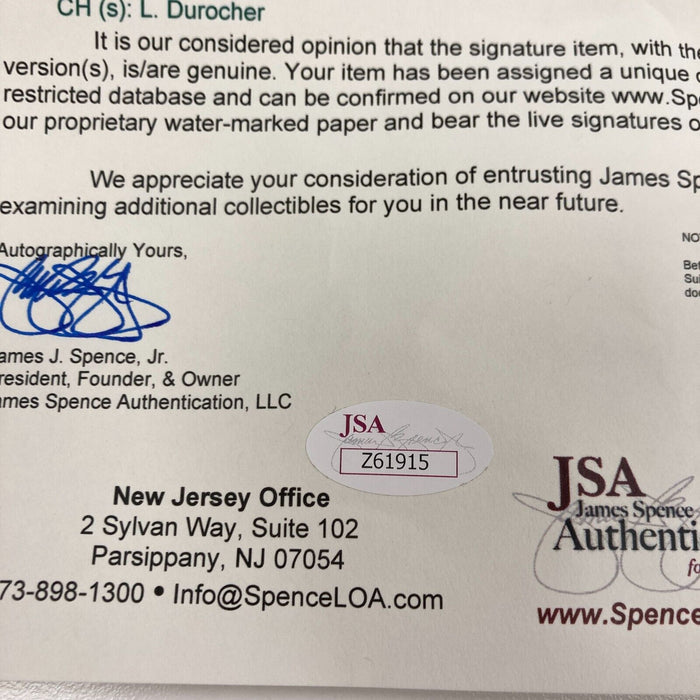 CH (s): L. Durocher
It is our considered opinion that the signature item, with the
version(s), is/are genuine. Your item has been assigned a unique
restricted database and can be confirmed on our website www.Sp
our proprietary water-marked paper and bear the live signatures o
We appreciate your consideration of entrusting James Sp
examining additional collectibles for you in the near future.
Autographically Yours,
ames J. Spence, Jr.
resident, Founder, & Owner
ames Spence Authentication, LLC
NO
Bef
Sui
doc
JSA
Z61915
New Jersey Office
2 Sylvan Way, Suite 102
Parsippany, NJ 07054
73-898-1300 • Info@SpenceLOA.com
JSA
James Spence
Authenti
fo
www.Spence